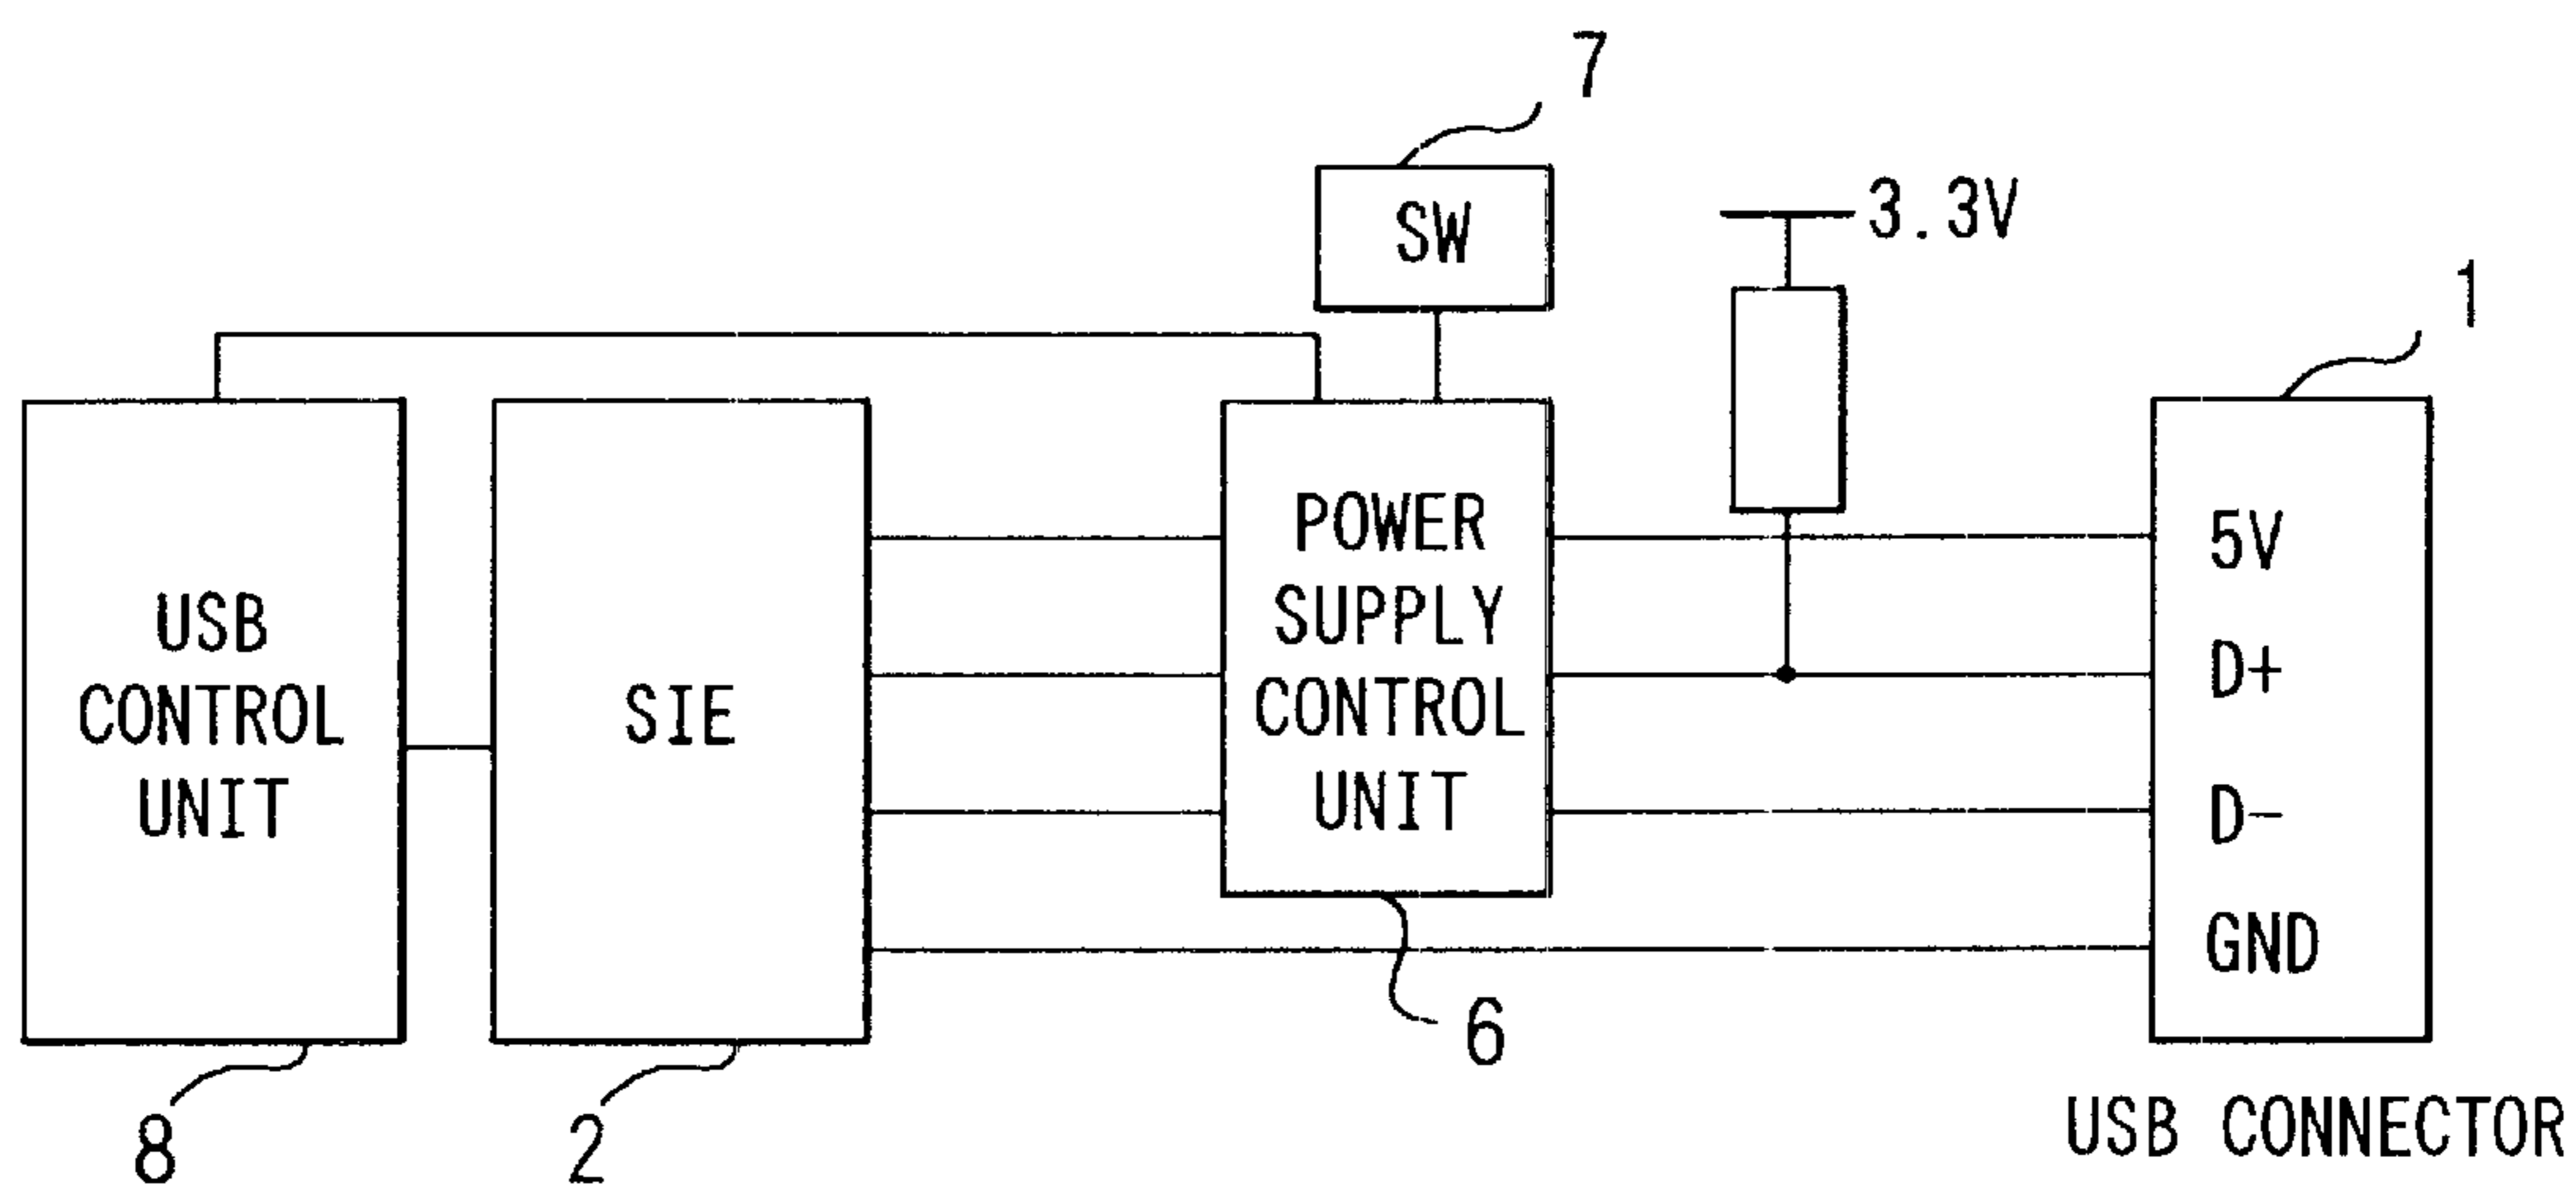 7
SW
3.3V
1
USB
CONTROL
UNIT
SIE
POWER
SUPPLY
CONTROL
UNIT
5V
D+
D-
GND
6
8
2
USB CONNECTOR